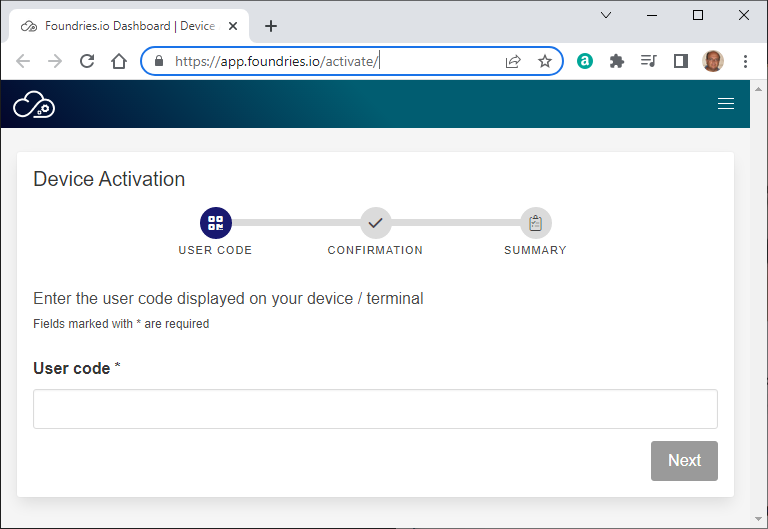 Foundries.io Dashboard | Device
https://app.foundries.io/activate/
Device Activation
USER CODE
CONFIRMATION
SUMMARY
Enter the user code displayed on your device / terminal
Fields marked with * are required
User code *
Next